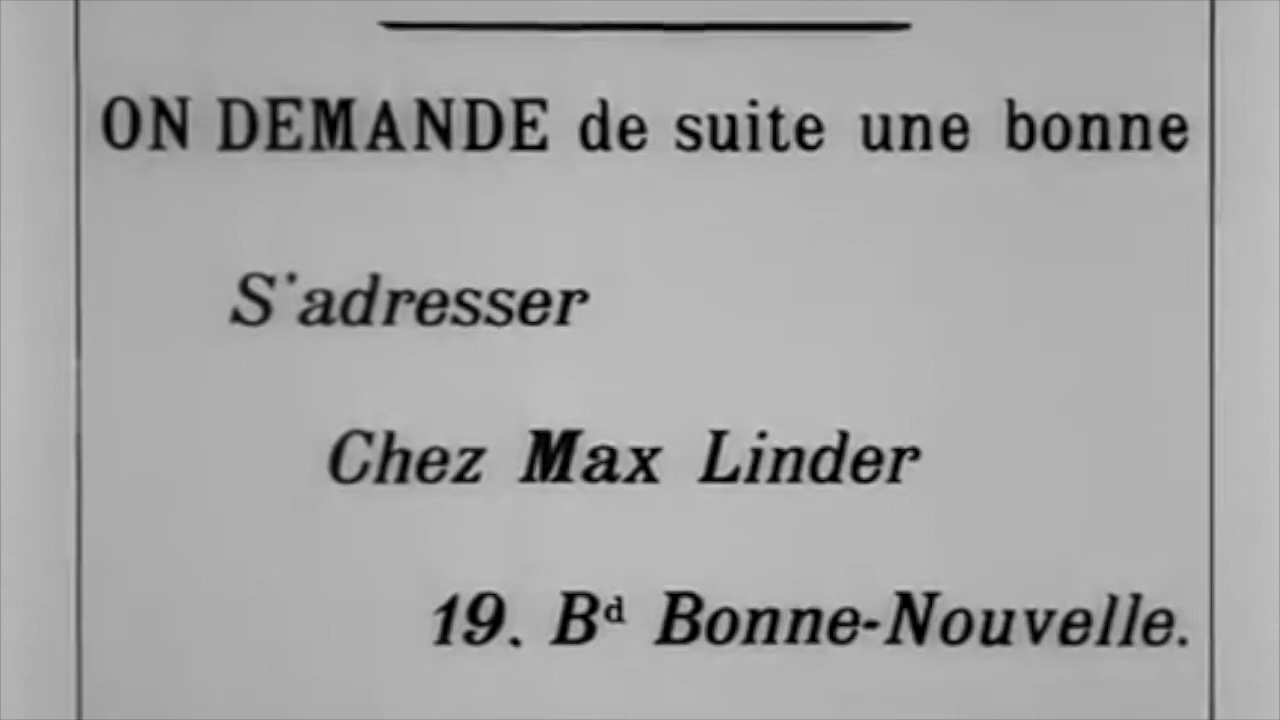 ON DEMANDE de suite une bonne
S'adresser
Chez Max Linder
19. Bd Bonne-Nouvelle.